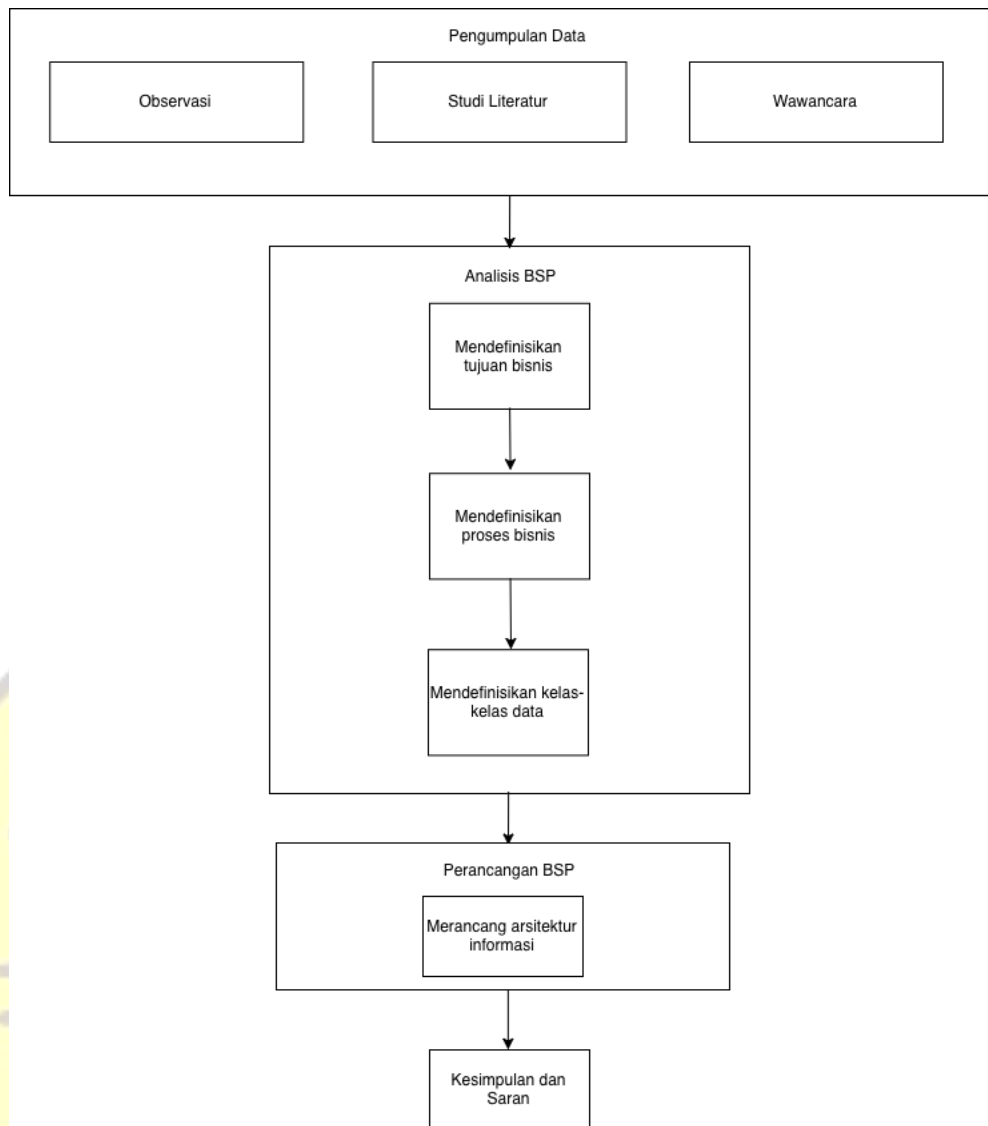 Pengumpulan Data
Observasi
Studi Literatur
Wawancara
Analisis BSP
Mendefinisikan
tujuan bisnis
Mendefinisikan
proses bisnis
Mendefinisikan kelas-
kelas data
Perancangan BSP
Merancang arsitektur
informasi
Kesimpulan dan
Saran